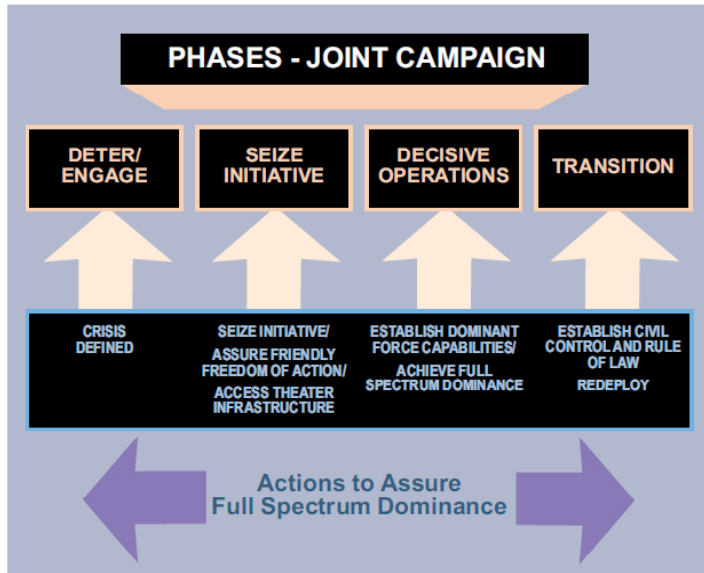 PHASES - JOINT CAMPAIGN
DETER/
ENGAGE
SEIZE
INITIATIVE
DECISIVE
OPERATIONS
TRANSITION
CRISIS
DEFINED
SEIZE INITIATIVE/
ASSURE FRIENDLY
FREEDOM OF ACTION/
ACCESS THEATER
INFRASTRUCTURE
ESTABLISH DOMINANT
FORCE CAPABILITIES/
ACHIEVE FULL
SPECTRUM DOMINANCE
ESTABLISH CIVIL
CONTROL AND RULE
OF LAW
REDEPLOY
Actions to Assure
Full Spectrum Dominance